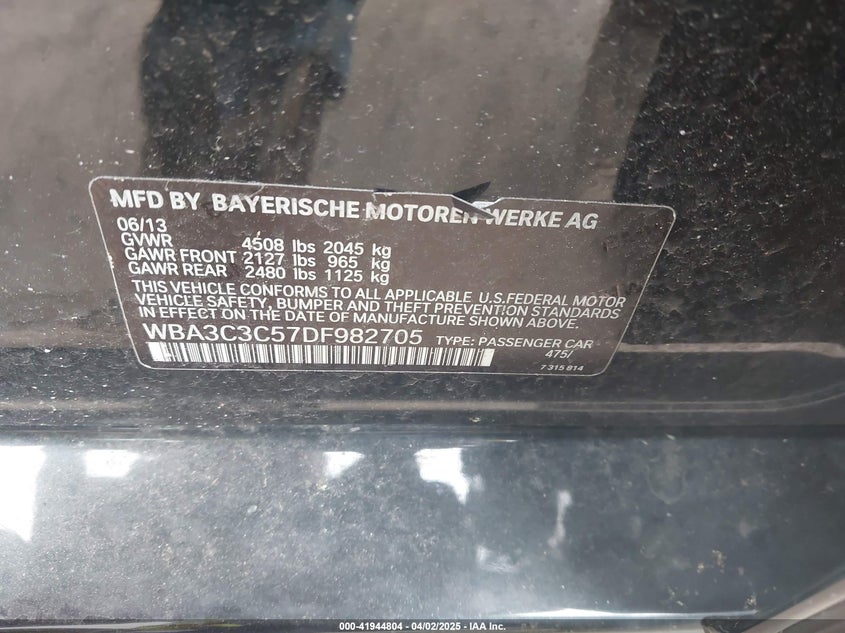 MFD BY BAYERISCHE MOTOREN WERKE AG
06/13
GVWR 4508 lbs 2045 kg
GAWR FRONT 2127 lbs 965 kg
GAWR REAR 2480 lbs 1125 kg
THIS VEHICLE CONFORMS TO ALL APPLICABLE U.S.FEDERAL MOTOR
VEHICLE SAFETY, BUMPER AND THEFT PREVENTION STANDARDS
IN EFFECT ON THE DATE OF MANUFACTURE SHOWN ABOVE.
WBA3C3C57DF982705 TYPE: PASSENGER CAR
475/
7 315 814
000-41944804 - 04/02/2025 - IAA Inc.